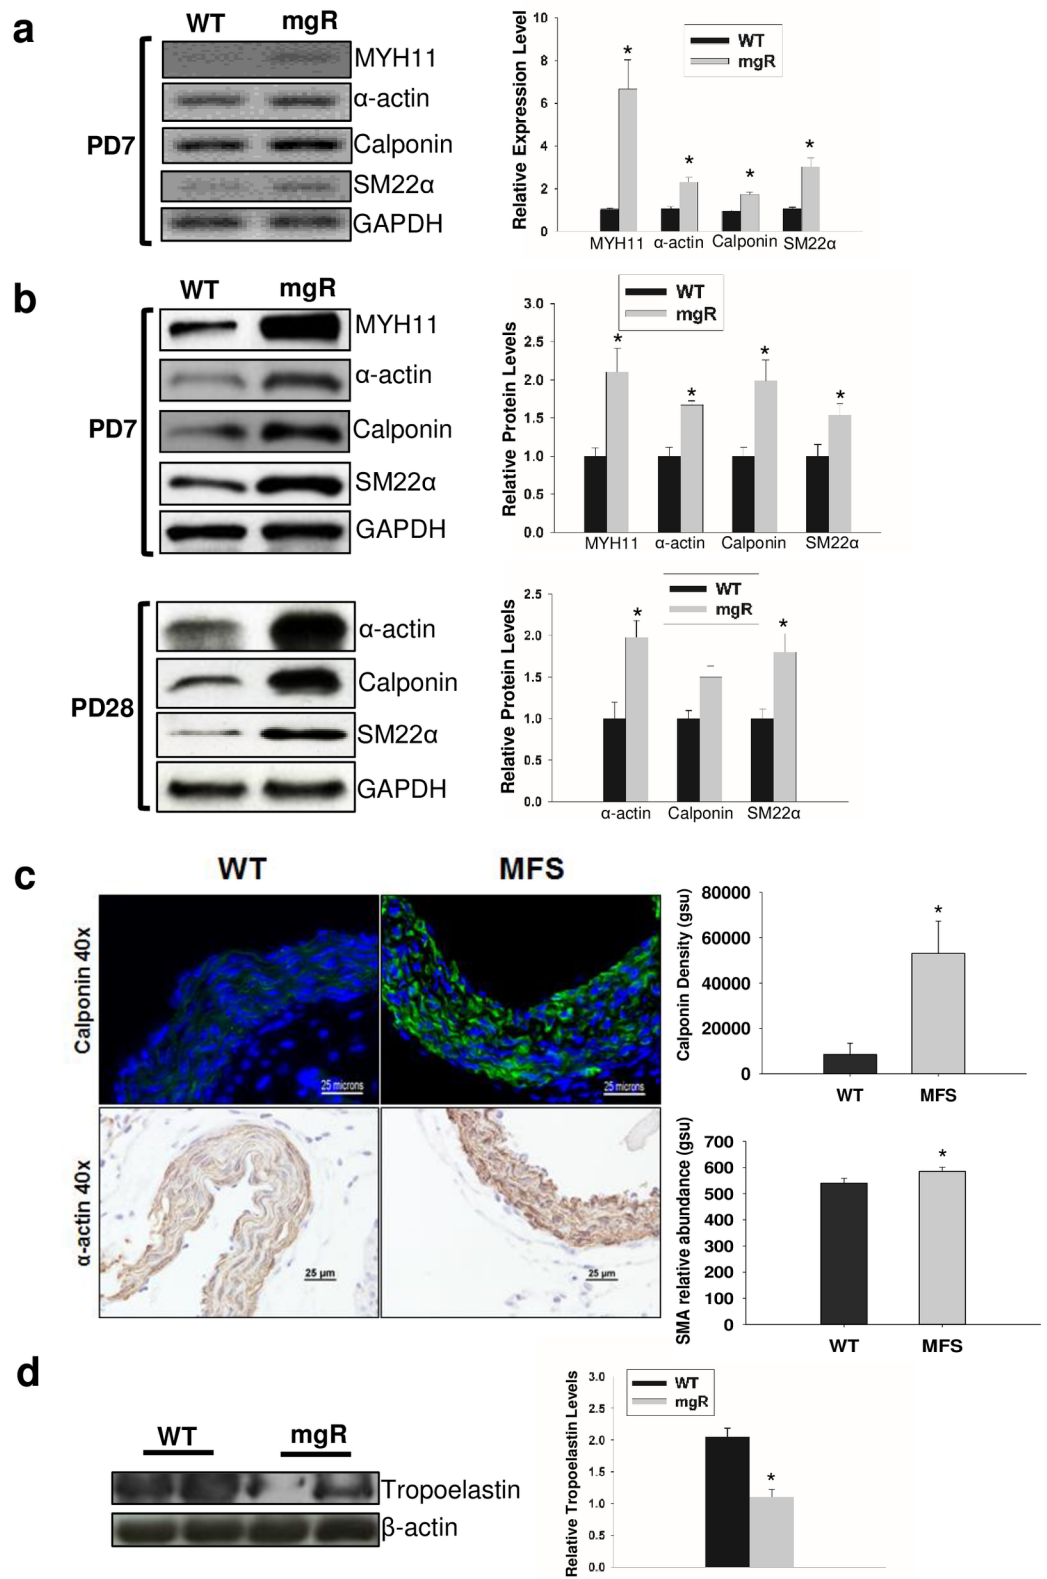 a
WT mgR
PD7
MYH11
α-actin
Calponin
SM22α
GAPDH
Relative Expression Level
10
8
6
4
2
0
WT
mgR
*
*
*
*
MYH11 α-actin Calponin SM22α
b
WT mgR
PD7
MYH11
α-actin
Calponin
SM22α
GAPDH
Relative Protein Levels
3.0
2.5
2.0
1.5
1.0
0.5
0.0
WT
mgR
*
*
*
*
MYH11 α-actin Calponin SM22α
PD28
α-actin
Calponin
SM22α
GAPDH
Relative Protein Levels
2.5
2.0
1.5
1.0
0.5
0.0
WT
mgR
*
*
α-actin Calponin SM22α
c
WT MFS
Calponin 40x
25 microns
25 microns
Calponin Density (gsu)
80000
60000
40000
20000
0
*
WT MFS
α-actin 40x
25 μm
25 μm
SMA relative abundance (gsu)
700
600
500
400
300
200
100
0
*
WT MFS
d
WT mgR
Tropoelastin
β-actin
Relative Tropoelastin Levels
3.0
2.5
2.0
1.5
1.0
0.5
0.0
WT
mgR
*